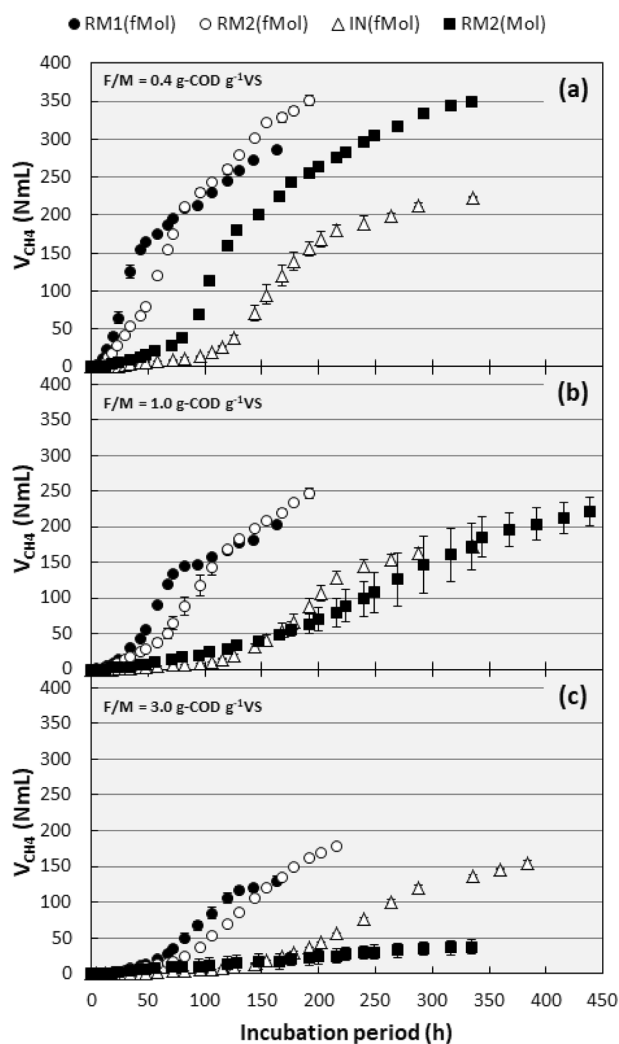 ● RM1(fMol) ○ RM2(fMol) △ IN(fMol) ■ RM2(Mol)
400
350
300
250
200
150
100
50
0
V_CH4 (NmL)
F/M = 0.4 g-COD g⁻¹VS
(a)
400
350
300
250
200
150
100
50
0
V_CH4 (NmL)
F/M = 1.0 g-COD g⁻¹VS
(b)
400
350
300
250
200
150
100
50
0
V_CH4 (NmL)
F/M = 3.0 g-COD g⁻¹VS
(c)
0 50 100 150 200 250 300 350 400 450
Incubation period (h)